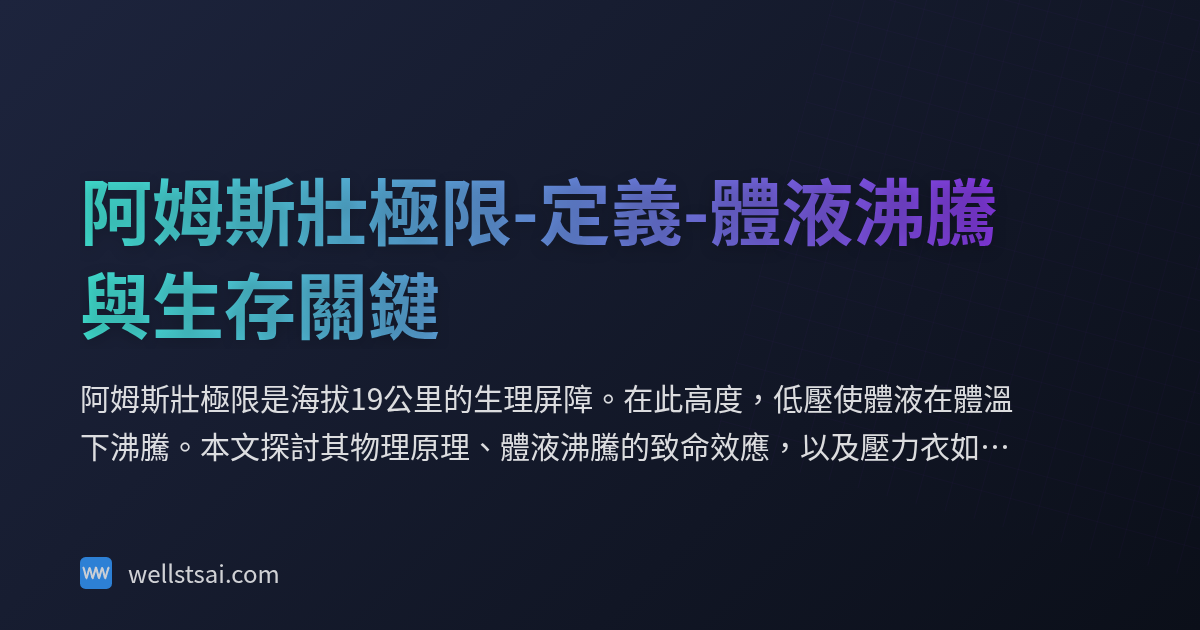 阿姆斯壯極限-定義-體液沸騰
與生存關鍵
阿姆斯壯極限是海拔19公里的生理屏障。在此高度，低壓使體液在體溫
下沸騰。本文探討其物理原理、體液沸騰的致命效應，以及壓力衣如…
wellstsai.com